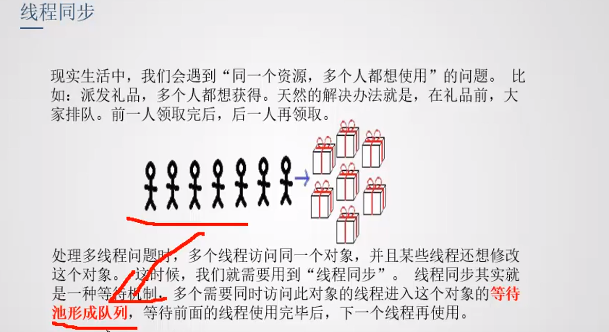 线程同步
现实生活中，我们会遇到“同一个资源，多个人都想使用”的问题。 比
如：派发礼品，多个人都想获得。天然的解决办法就是，在礼品前，大
家排队。前一人领取完后，后一人再领取。
处理多线程问题时，多个线程访问同一个对象，并且某些线程还想修改
这个对象。 这时候，我们就需要用到“线程同步”。 线程同步其实就
是一种等待机制，多个需要同时访问此对象的线程进入这个对象的等待
池形成队列，等待前面的线程使用完毕后，下一个线程再使用。